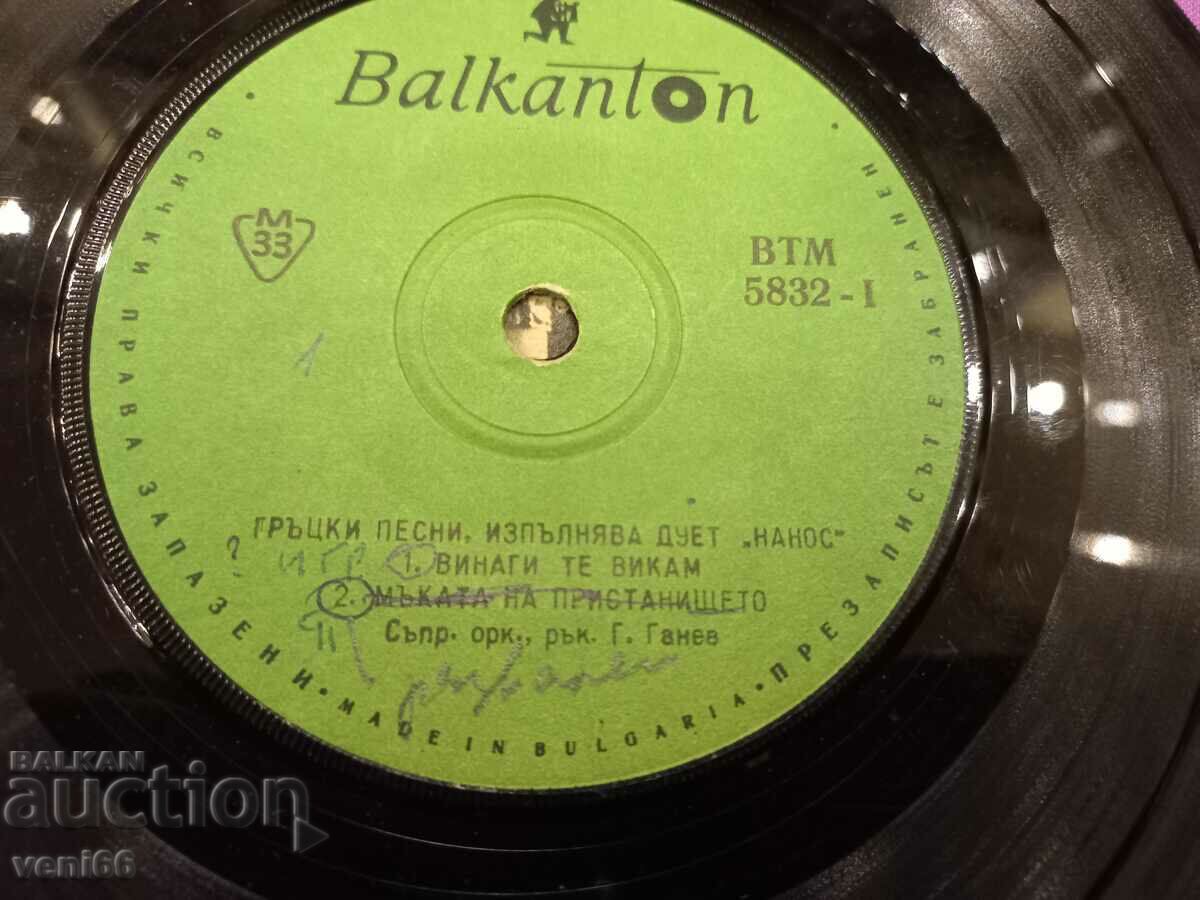 Balkanton
М
33
ВТМ
5832 - I
1
ГРЪЦКИ ПЕСНИ. ИЗПЪЛНЯВА ДУЕТ „НАНОС"
1. ВИНАГИ ТЕ ВИКАМ
2. МЪКАТА НА ПРИСТАНИЩЕТО
Съпр. орк., рък. Г. Ганев
ВСИЧКИ ПРАВА ЗАПАЗЕНИ • MADE IN BULGARIA • ПРЕЗАПИСЪТ Е ЗАБРАНЕН
BALKAN
auction
veni66